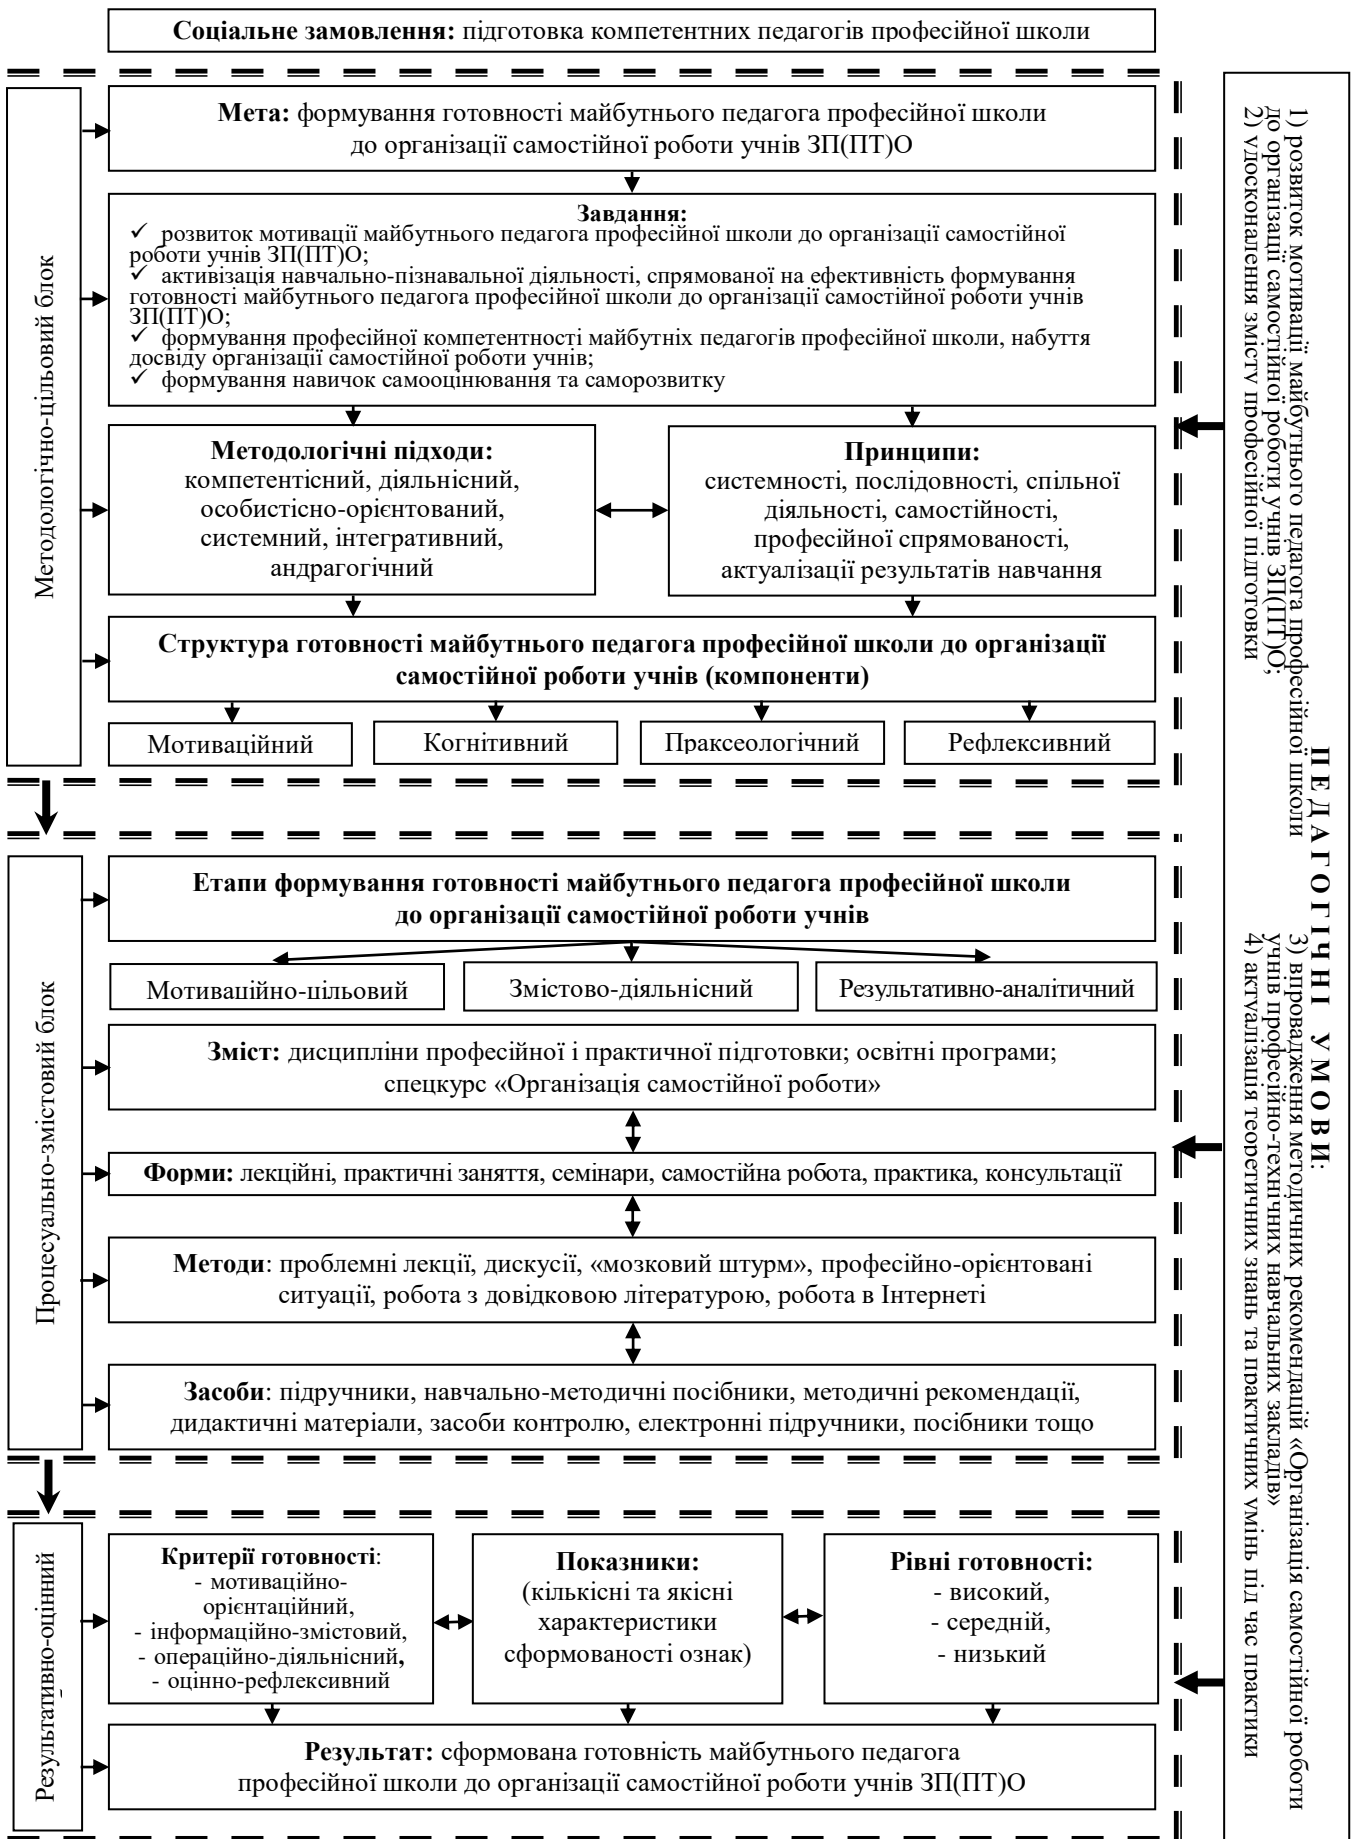 Соціальне замовлення: підготовка компетентних педагогів професійної школи
Методологічно-цільовий блок
Мета: формування готовності майбутнього педагога професійної школи
до організації самостійної роботи учнів ЗП(ПТ)О
Завдання:
✓ розвиток мотивації майбутнього педагога професійної школи до організації самостійної
роботи учнів ЗП(ПТ)О;
✓ активізація навчально-пізнавальної діяльності, спрямованої на ефективність формування
готовності майбутнього педагога професійної школи до організації самостійної роботи учнів
ЗП(ПТ)О;
✓ формування професійної компетентності майбутніх педагогів професійної школи, набуття
досвіду організації самостійної роботи учнів;
✓ формування навичок самооцінювання та саморозвитку
Методологічні підходи:
компетентісний, діяльнісний,
особистісно-орієнтований,
системний, інтегративний,
андрагогічний
Принципи:
системності, послідовності, спільної
діяльності, самостійності,
професійної спрямованості,
актуалізації результатів навчання
Структура готовності майбутнього педагога професійної школи до організації
самостійної роботи учнів (компоненти)
Мотиваційний
Когнітивний
Праксеологічний
Рефлексивний
Процесуально-змістовий блок
Етапи формування готовності майбутнього педагога професійної школи
до організації самостійної роботи учнів
Мотиваційно-цільовий
Змістово-діяльнісний
Результативно-аналітичний
Зміст: дисципліни професійної і практичної підготовки; освітні програми;
спецкурс «Організація самостійної роботи»
Форми: лекційні, практичні заняття, семінари, самостійна робота, практика, консультації
Методи: проблемні лекції, дискусії, «мозковий штурм», професійно-орієнтовані
ситуації, робота з довідковою літературою, робота в Інтернеті
Засоби: підручники, навчально-методичні посібники, методичні рекомендації,
дидактичні матеріали, засоби контролю, електронні підручники, посібники тощо
Результативно-оцінний
Критерії готовності:
- мотиваційно-
орієнтаційний,
- інформаційно-змістовий,
- операційно-діяльнісний,
- оцінно-рефлексивний
Показники:
(кількісні та якісні
характеристики
сформованості ознак)
Рівні готовності:
- високий,
- середній,
- низький
Результат: сформована готовність майбутнього педагога
професійної школи до організації самостійної роботи учнів ЗП(ПТ)О
ПЕДАГОГІЧНІ УМОВИ:
1) розвиток мотивації майбутнього педагога професійної школи
до організації самостійної роботи учнів ЗП(ПТ)О;
2) удосконалення змісту професійної підготовки
3) впровадження методичних рекомендацій «Організація самостійної роботи
учнів професійно-технічних навчальних закладів»
4) актуалізація теоретичних знань та практичних умінь під час практики